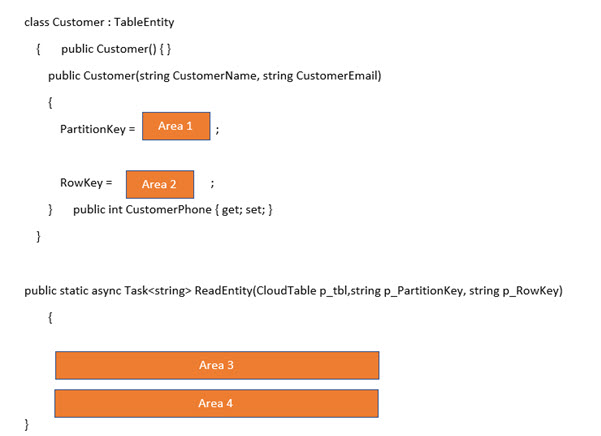 class Customer : TableEntity
{ public Customer() { }
public Customer(string CustomerName, string CustomerEmail)
{
PartitionKey = Area 1 ;
RowKey = Area 2 ;
} public int CustomerPhone { get; set; }
}
public static async Task<string> ReadEntity(CloudTable p_tbl,string p_PartitionKey, string p_RowKey)
{
Area 3
Area 4
}